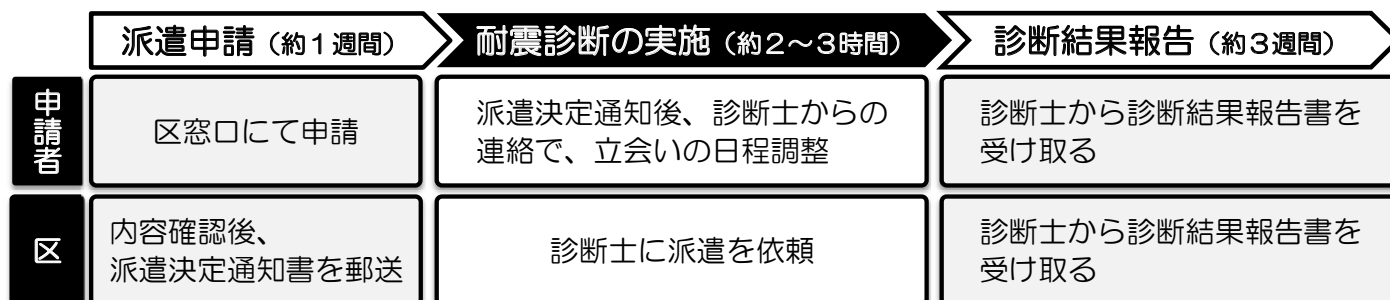 派遣申請（約１週間）
耐震診断の実施（約２～３時間）
診断結果報告（約３週間）
申請者
区窓口にて申請
派遣決定通知後、診断士からの
連絡で、立会いの日程調整
診断士から診断結果報告書を
受け取る
区
内容確認後、
派遣決定通知書を郵送
診断士に派遣を依頼
診断士から診断結果報告書を
受け取る